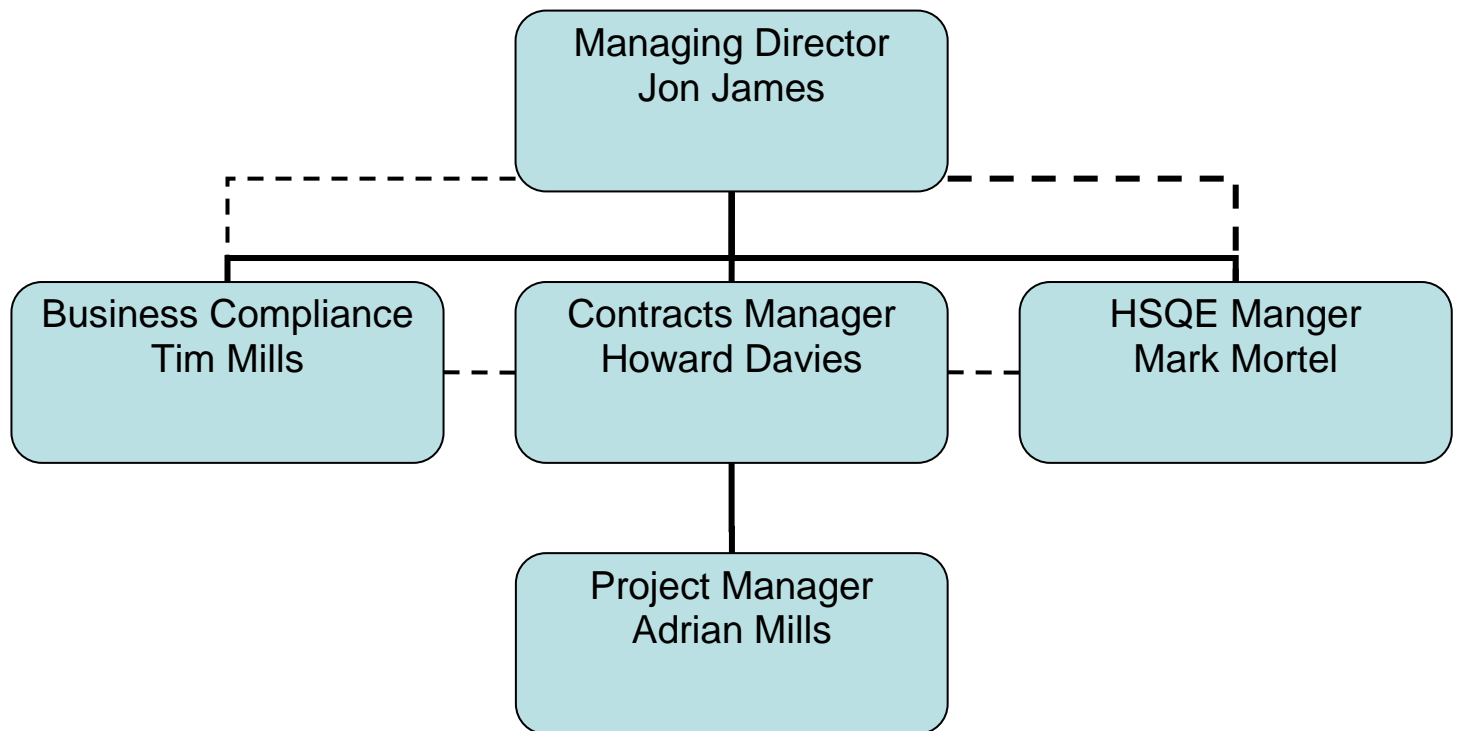 Managing Director
Jon James
Business Compliance
Tim Mills
Contracts Manager
Howard Davies
HSQE Manger
Mark Mortel
Project Manager
Adrian Mills